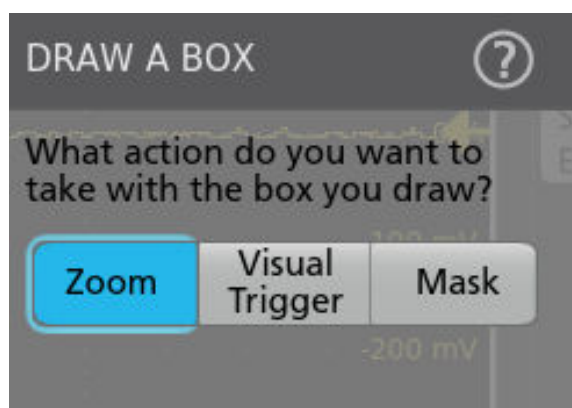 DRAW A BOX
?
What action do you want to
take with the box you draw?
Zoom
Visual
Trigger
Mask
-200 mV